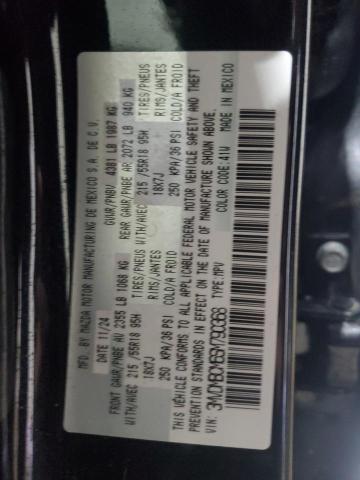 MFD. BY MAZDA MOTOR MANUFACTURING DE MEXICO S.A. DE C.V.
DATE 11/24 GVWR/PNBV 4381 LB 1987 KG
FRONT GAWR/PNBE AV 2355 LB 1068 KG REAR GAWR/PNBE AR 2072 LB 940 KG
WITH/AVEC 215 /55R18 95H TIRES/PNEUS WITH/AVEC 215 /55R18 95H TIRES/PNEUS
18X7J RIMS/JANTES 18X7J RIMS/JANTES
250 KPA/36 PSI COLD/A FROID 250 KPA/36 PSI COLD/A FROID
THIS VEHICLE CONFORMS TO ALL APPLICABLE FEDERAL MOTOR VEHICLE SAFETY AND THEFT
PREVENTION STANDARDS IN EFFECT ON THE DATE OF MANUFACTURE SHOWN ABOVE.
VIN: TYPE:MPV COLOR CODE:41W MADE IN MEXICO